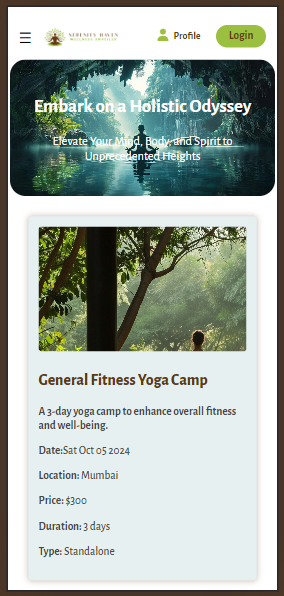 SERENITY HAVEN
Profile
Login
Embark on a Holistic Odyssey
Elevate Your Mind, Body, and Spirit to
Unprecedented Heights
General Fitness Yoga Camp
A 3-day yoga camp to enhance overall fitness
and well-being.
Date:Sat Oct 05 2024
Location: Mumbai
Price: $300
Duration: 3 days
Type: Standalone